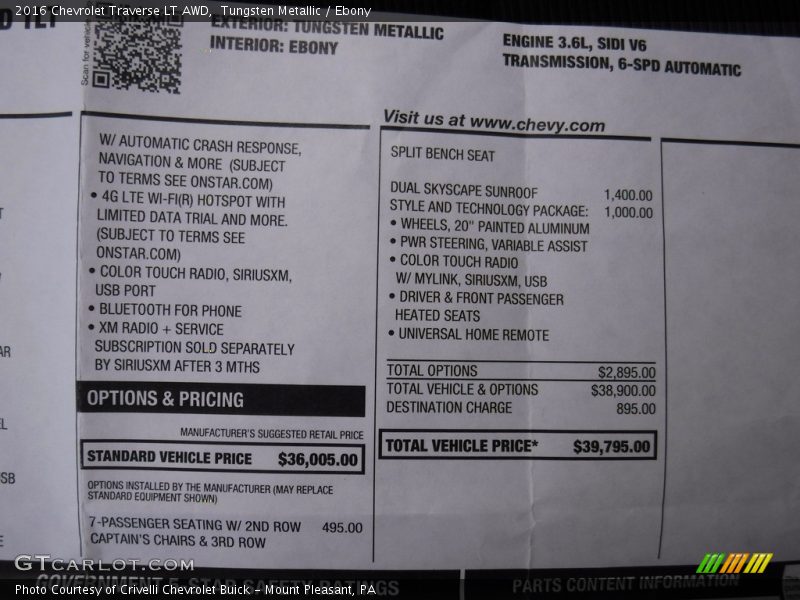 2016 Chevrolet Traverse LT AWD, Tungsten Metallic / Ebony
EXTERIOR: TUNGSTEN METALLIC
INTERIOR: EBONY
ENGINE 3.6L, SIDI V6
TRANSMISSION, 6-SPD AUTOMATIC
Visit us at www.chevy.com
W/ AUTOMATIC CRASH RESPONSE,
NAVIGATION & MORE (SUBJECT
TO TERMS SEE ONSTAR.COM)
• 4G LTE WI-FI(R) HOTSPOT WITH
LIMITED DATA TRIAL AND MORE.
(SUBJECT TO TERMS SEE
ONSTAR.COM)
• COLOR TOUCH RADIO, SIRIUSXM,
USB PORT
• BLUETOOTH FOR PHONE
• XM RADIO + SERVICE
SUBSCRIPTION SOLD SEPARATELY
BY SIRIUSXM AFTER 3 MTHS
OPTIONS & PRICING
MANUFACTURER'S SUGGESTED RETAIL PRICE
STANDARD VEHICLE PRICE $36,005.00
OPTIONS INSTALLED BY THE MANUFACTURER (MAY REPLACE
STANDARD EQUIPMENT SHOWN)
7-PASSENGER SEATING W/ 2ND ROW 495.00
CAPTAIN'S CHAIRS & 3RD ROW
SPLIT BENCH SEAT
DUAL SKYSCAPE SUNROOF 1,400.00
STYLE AND TECHNOLOGY PACKAGE: 1,000.00
• WHEELS, 20" PAINTED ALUMINUM
• PWR STEERING, VARIABLE ASSIST
• COLOR TOUCH RADIO
W/ MYLINK, SIRIUSXM, USB
• DRIVER & FRONT PASSENGER
HEATED SEATS
• UNIVERSAL HOME REMOTE
TOTAL OPTIONS $2,895.00
TOTAL VEHICLE & OPTIONS $38,900.00
DESTINATION CHARGE 895.00
TOTAL VEHICLE PRICE* $39,795.00
GTCarLot.com
GOVERNMENT 5-STAR SAFETY RATINGS
PARTS CONTENT INFORMATION
Photo Courtesy of Crivelli Chevrolet Buick - Mount Pleasant, PA